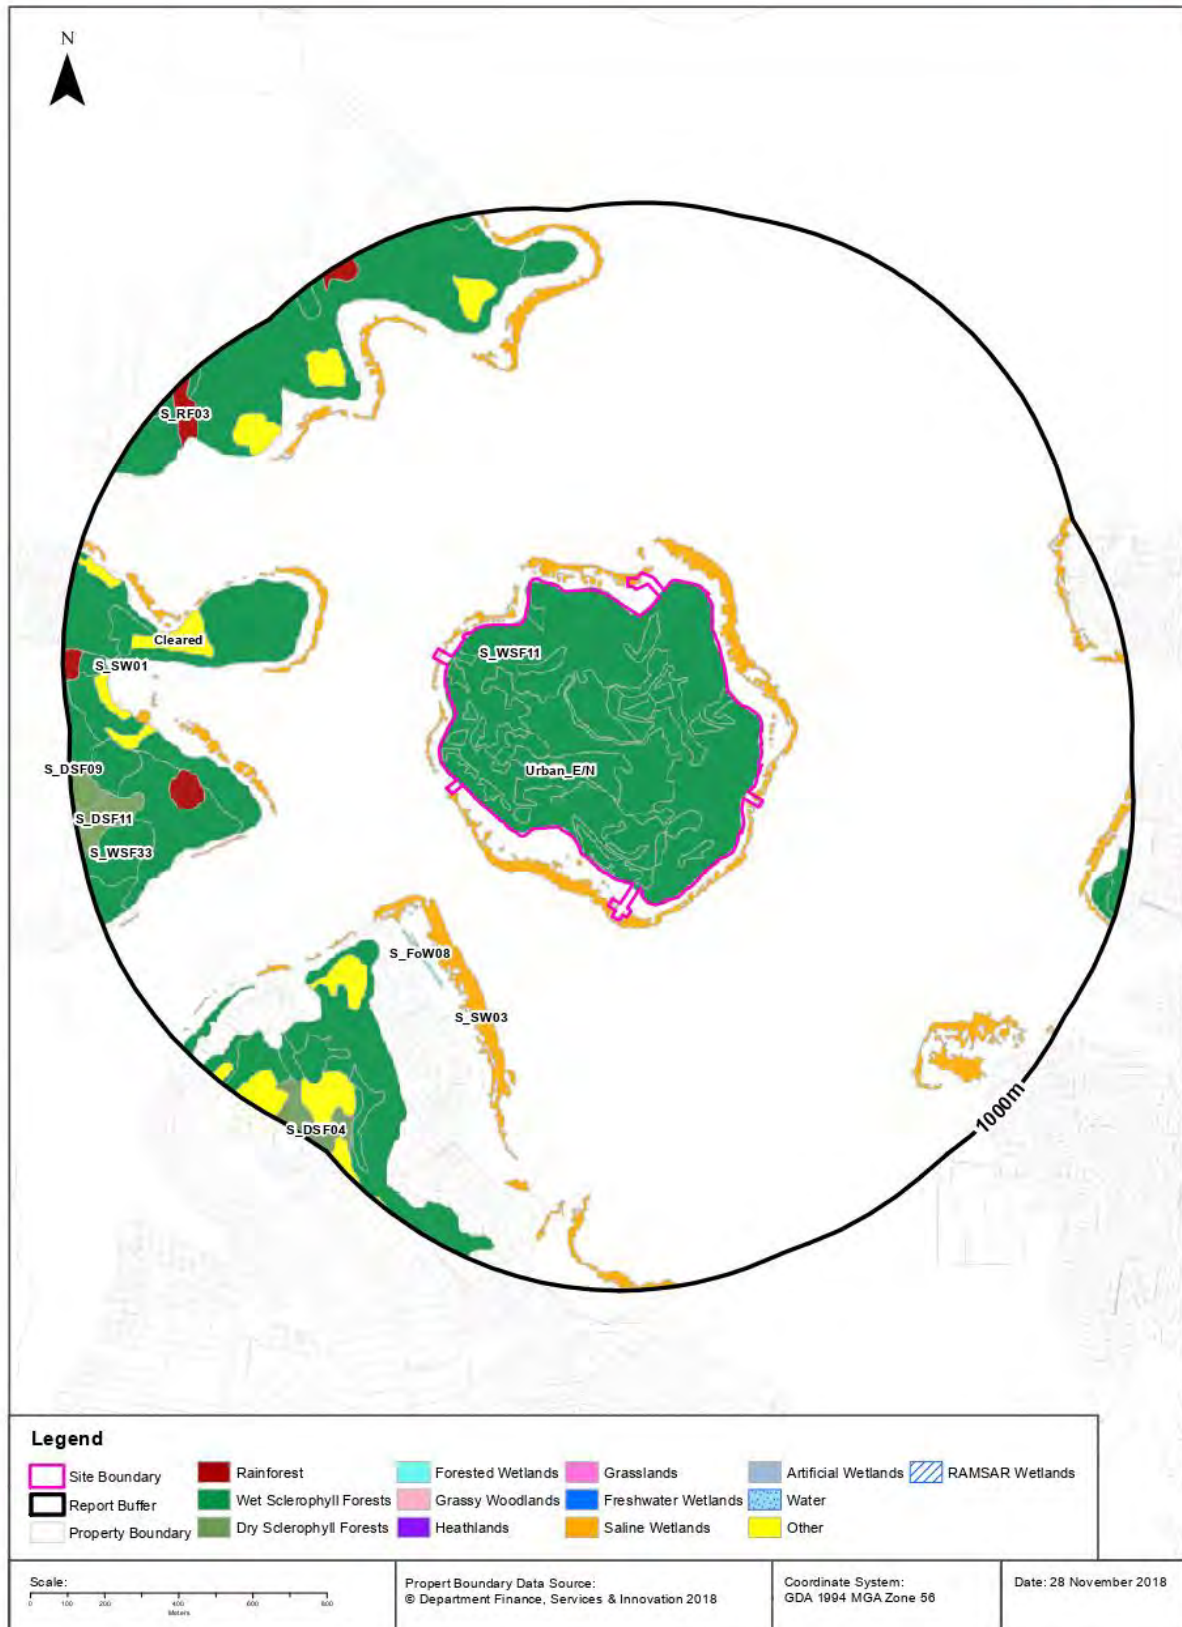 N
S_RF03
Cleared
S_SW01
S_WSF11
S_DSF09
Urban_E/N
S_DSF11
S_WSF33
S_FoW08
S_SW03
1000m
S_DSF04
Legend
Site Boundary
Report Buffer
Property Boundary
Rainforest
Wet Sclerophyll Forests
Dry Sclerophyll Forests
Forested Wetlands
Grassy Woodlands
Heathlands
Grasslands
Freshwater Wetlands
Saline Wetlands
Artificial Wetlands
Water
Other
RAMSAR Wetlands
Scale:
0 100 200 400 600 800
Meters
Propert Boundary Data Source:
© Department Finance, Services & Innovation 2018
Coordinate System:
GDA 1994 MGA Zone 56
Date: 28 November 2018